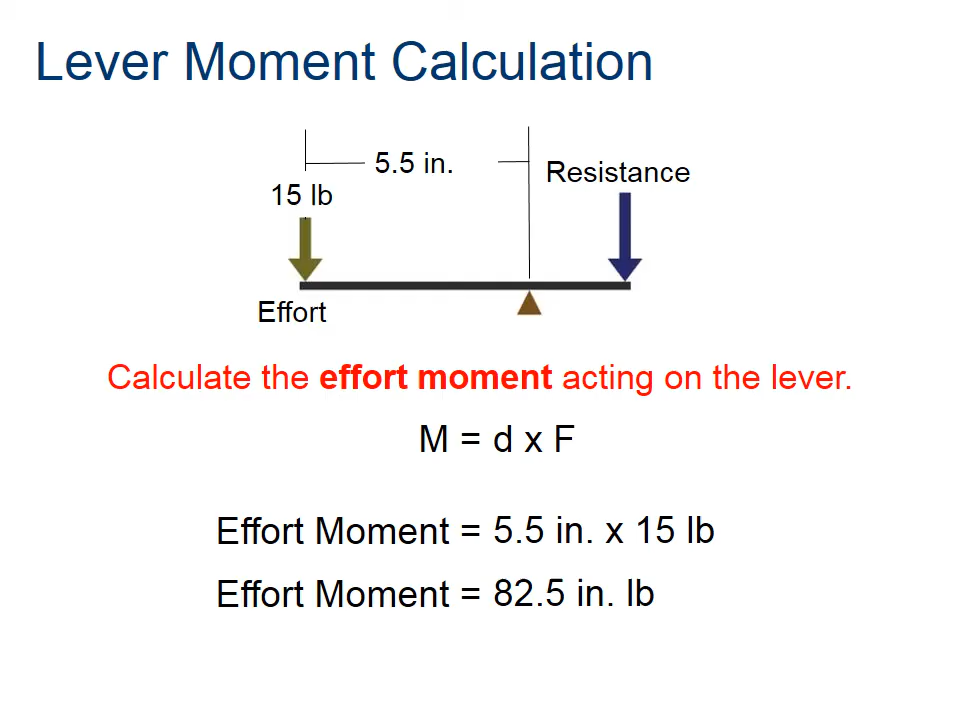 Lever Moment Calculation
5.5 in.
Resistance
15 lb
Effort
Calculate the effort moment acting on the lever.
M = d x F
Effort Moment = 5.5 in. x 15 lb
Effort Moment = 82.5 in. lb